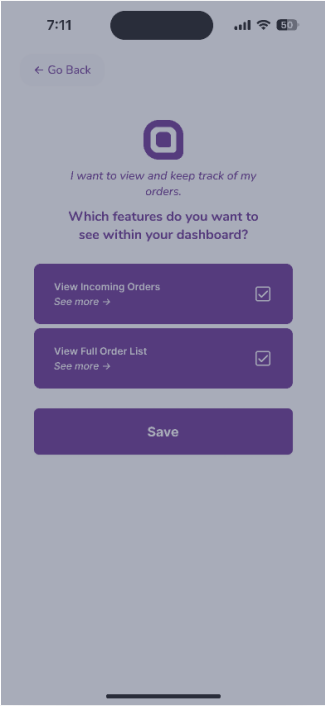 7:11
50
← Go Back
I want to view and keep track of my
orders.
Which features do you want to
see within your dashboard?
View Incoming Orders
See more →
View Full Order List
See more →
Save